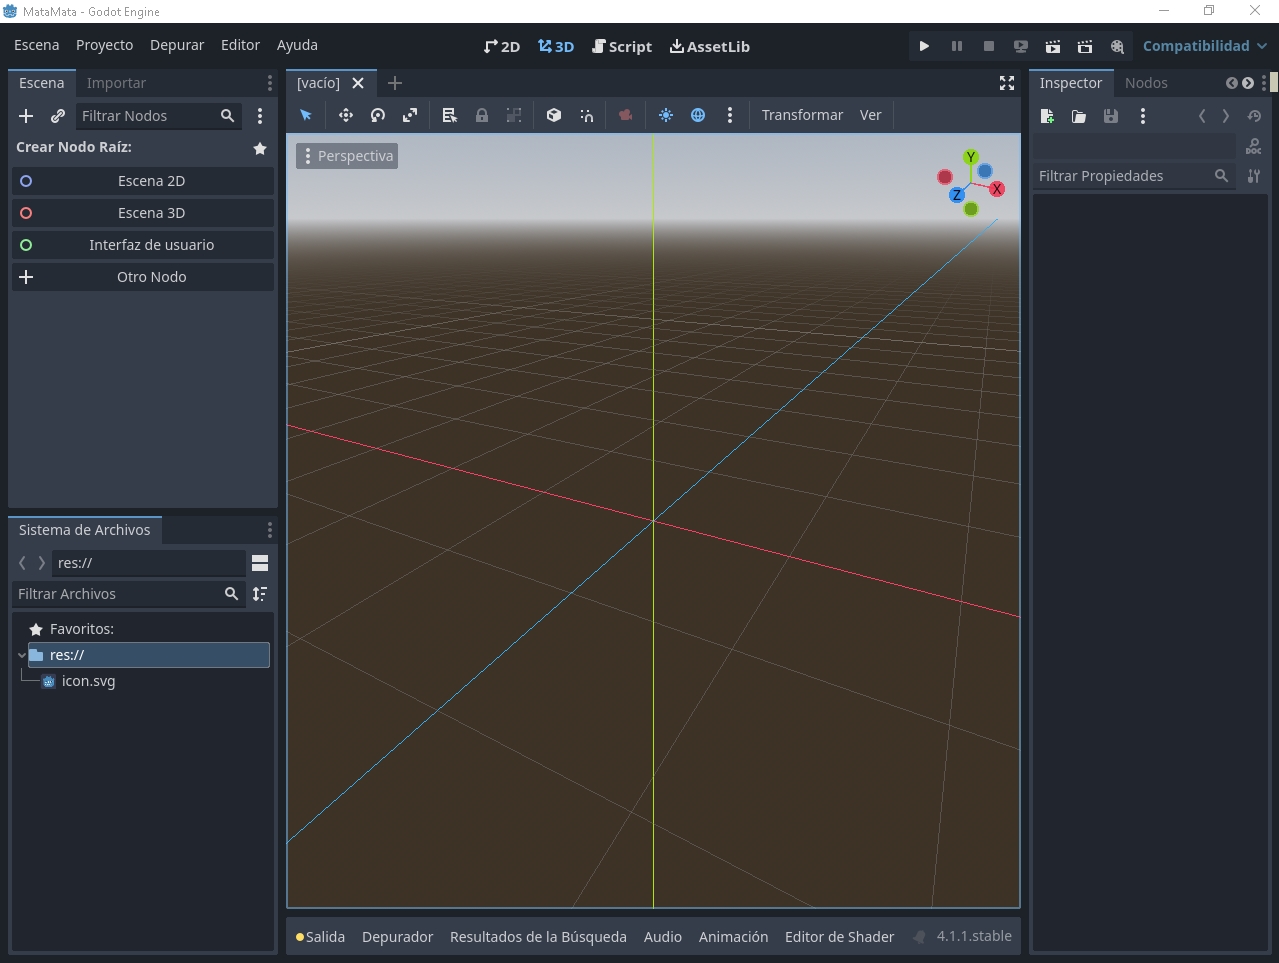 MataMata - Godot Engine
Escena Proyecto Depurar Editor Ayuda 2D 3D Script AssetLib Compatibilidad
Escena Importar [vacío] Inspector Nodos
Filtrar Nodos Transformar Ver
Crear Nodo Raíz:
DOC
Perspectiva Y
Filtrar Propiedades
Escena 2D
Z X
Escena 3D
Interfaz de usuario
Otro Nodo
Sistema de Archivos
res://
Filtrar Archivos
Favoritos:
res://
icon.svg
Salida Depurador Resultados de la Búsqueda Audio Animación Editor de Shader 4.1.1.stable